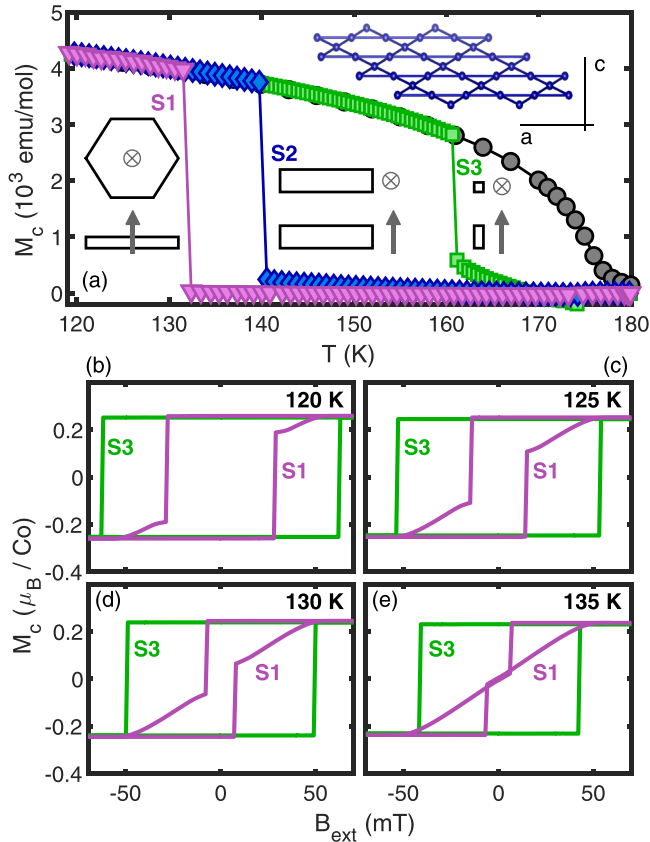 5
4
3
2
1
0
M_c (10^3 emu/mol)
S1
S2
S3
c
a
(a)
120 130 140 150 160 170 180
T (K)
(b) (c)
120 K 125 K
0.2
0
-0.2
-0.4
S3 S1 S3 S1
(d) (e)
130 K 135 K
0.2
0
-0.2
-0.4
S3 S1 S3 S1
M_c (μ_B / Co)
-50 0 50 -50 0 50
B_ext (mT)